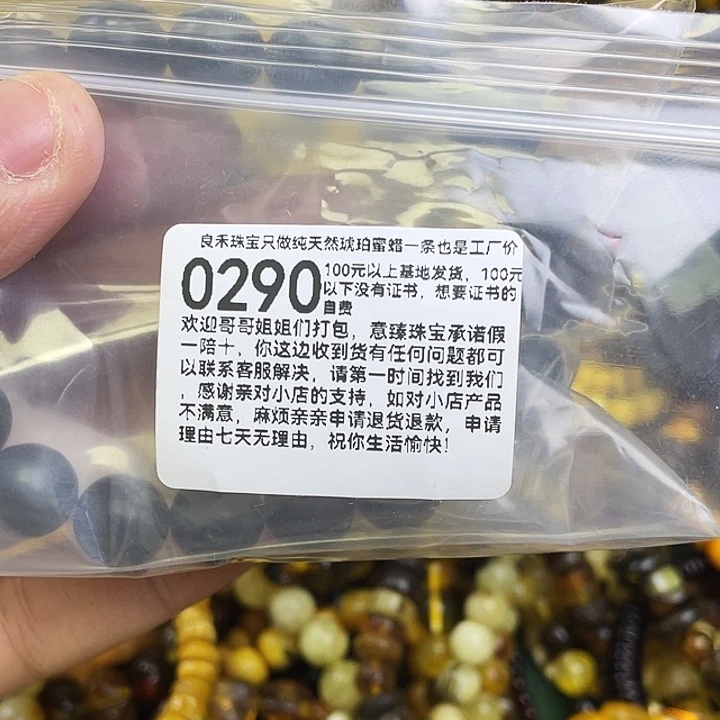 良禾珠宝只做纯天然琥珀蜜蜡一条也是工厂价
0290
100元以上基地发货，100元
以下没有证书，想要证书的
自费
欢迎哥哥姐姐们打包，意臻珠宝承诺假
一陪十，你这边收到货有任何问题都可
以联系客服解决，请第一时间找到我们
，感谢亲对小店的支持，如对小店产品
不满意，麻烦亲亲申请退货退款，申请
理由七天无理由，祝你生活愉快！